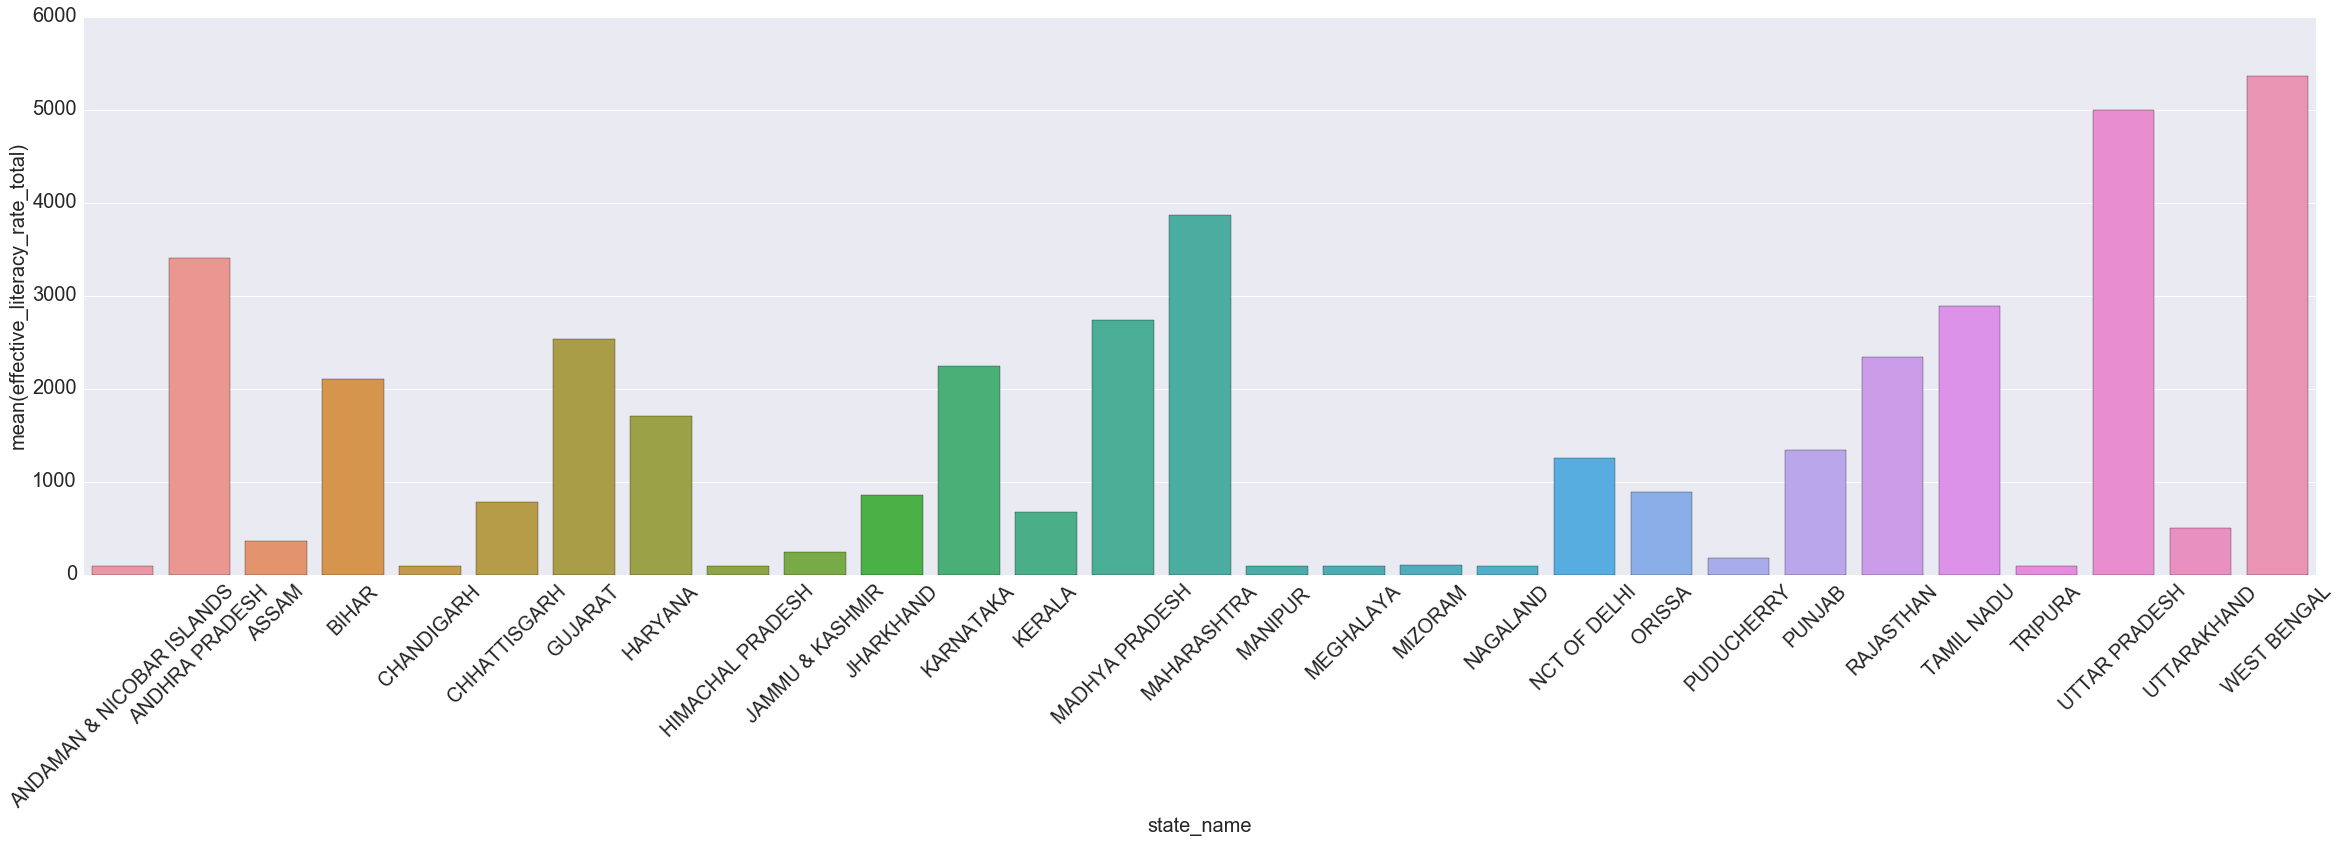 6000
5000
4000
3000
2000
1000
0
mean(effective_literacy_rate_total)
ANDAMAN & NICOBAR ISLANDS
ANDHRA PRADESH
ASSAM
BIHAR
CHANDIGARH
CHHATTISGARH
GUJARAT
HARYANA
HIMACHAL PRADESH
JAMMU & KASHMIR
JHARKHAND
KARNATAKA
KERALA
MADHYA PRADESH
MAHARASHTRA
MANIPUR
MEGHALAYA
MIZORAM
NAGALAND
NCT OF DELHI
ORISSA
PUDUCHERRY
PUNJAB
RAJASTHAN
TAMIL NADU
TRIPURA
UTTAR PRADESH
UTTARAKHAND
WEST BENGAL
state_name